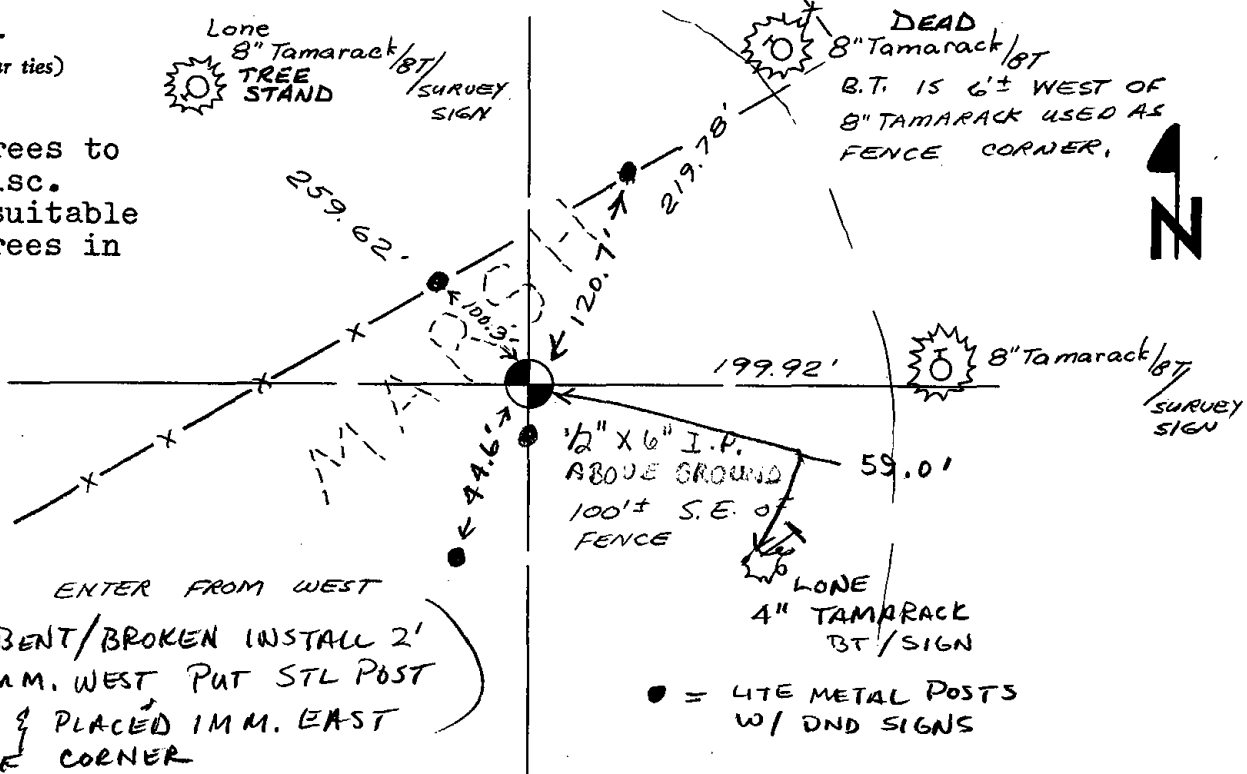 ties)
rees to
isc.
suitable
rees in
Lone
8" Tamarack/BT/
TREE
STAND
SURVEY
SIGN
DEAD
8" Tamarack/BT
B.T. IS 6'± WEST OF
8" TAMARACK USED AS
FENCE CORNER.
N
259.62'
219.78'
120.7'
100.3'
MARSH
199.92'
8" Tamarack/BT/
SURVEY
SIGN
44.6'
1/2" X 6" I.P.
ABOVE GROUND
100'± S.E. of
FENCE
59.0'
LONE
4" TAMARACK
BT/SIGN
ENTER FROM WEST
BENT/BROKEN INSTALL 2'
WEST PUT STL POST
& PLACED IMM. EAST
CORNER
● = LITE METAL POSTS
W/ DND SIGNS